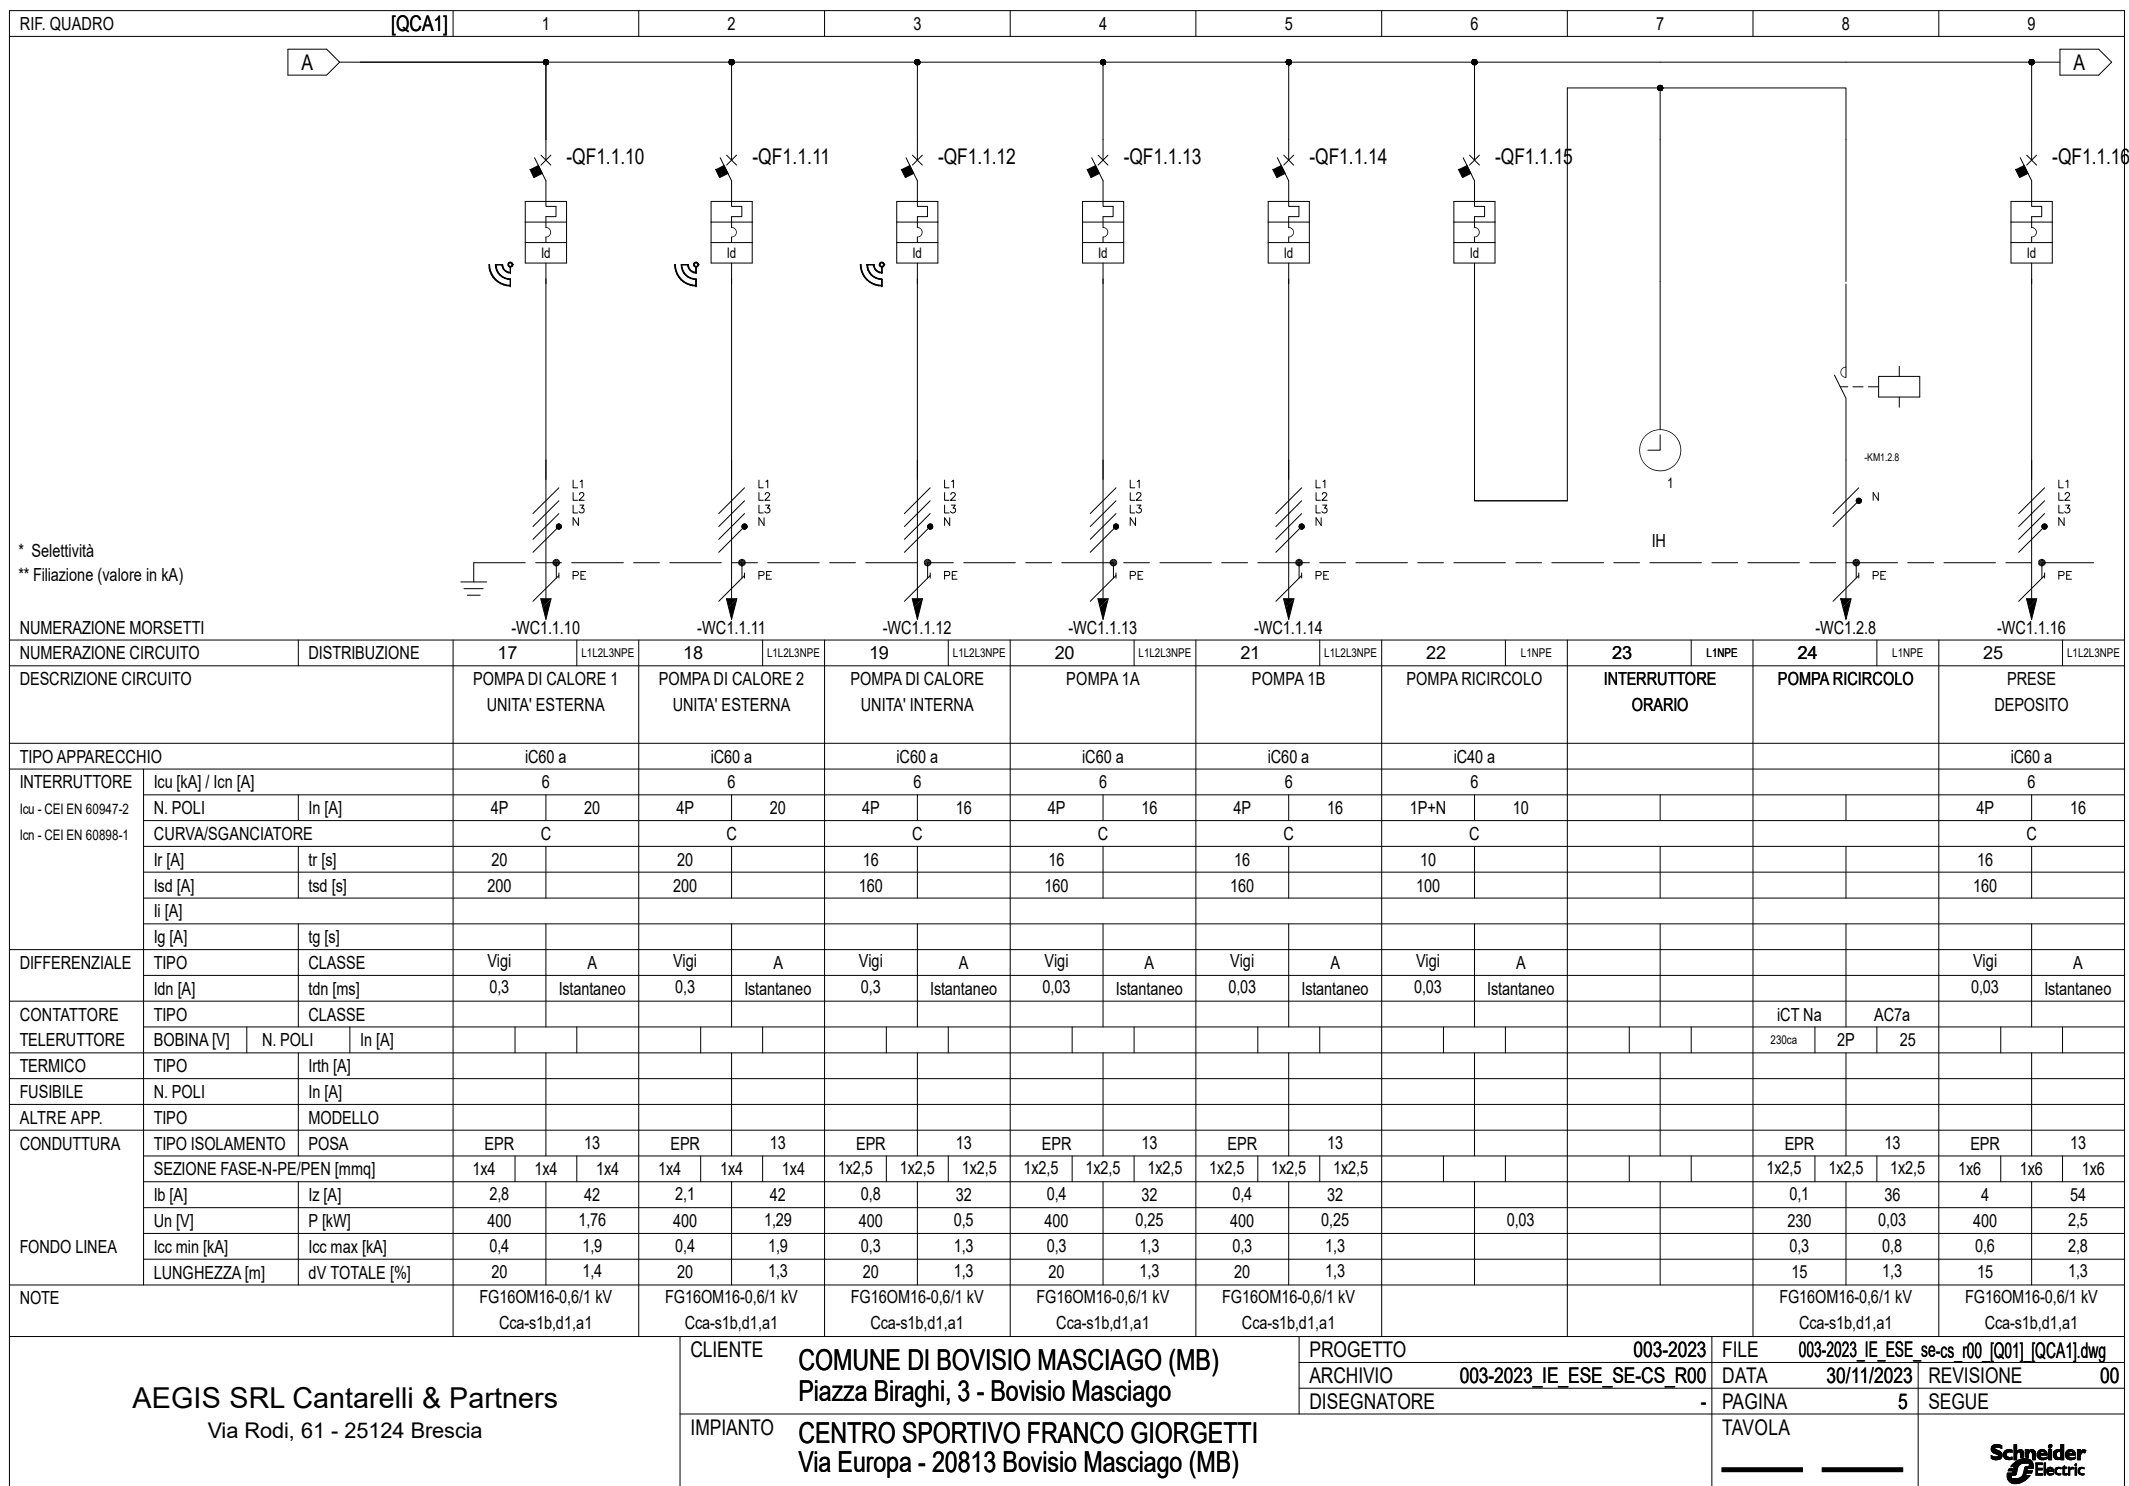 RIF. QUADRO [QCA1] 1 2 3 4 5 6 7 8 9
A A
-QF1.1.10 -QF1.1.11 -QF1.1.12 -QF1.1.13 -QF1.1.14 -QF1.1.15 -QF1.1.16
Id Id Id Id Id Id Id
-KM1.2.8
1
L1 L1 L1 L1 L1 L1
L2 L2 L2 L2 L2 N L2
L3 L3 L3 L3 L3 L3
N N N N N N
IH
* Selettività
** Filiazione (valore in kA)
PE PE PE PE PE PE PE
NUMERAZIONE MORSETTI -WC1.1.10 -WC1.1.11 -WC1.1.12 -WC1.1.13 -WC1.1.14 -WC1.2.8 -WC1.1.16
NUMERAZIONE CIRCUITO DISTRIBUZIONE 17 L1L2L3NPE 18 L1L2L3NPE 19 L1L2L3NPE 20 L1L2L3NPE 21 L1L2L3NPE 22 L1NPE 23 L1NPE 24 L1NPE 25 L1L2L3NPE
DESCRIZIONE CIRCUITO POMPA DI CALORE 1 POMPA DI CALORE 2 POMPA DI CALORE POMPA 1A POMPA 1B POMPA RICIRCOLO INTERRUTTORE POMPA RICIRCOLO PRESE
UNITA' ESTERNA UNITA' ESTERNA UNITA' INTERNA ORARIO DEPOSITO
TIPO APPARECCHIO iC60 a iC60 a iC60 a iC60 a iC60 a iC40 a iC60 a
INTERRUTTORE Icu [kA] / Icn [A] 6 6 6 6 6 6 6
Icu - CEI EN 60947-2 N. POLI In [A] 4P 20 4P 20 4P 16 4P 16 4P 16 1P+N 10 4P 16
Icn - CEI EN 60898-1 CURVA/SGANCIATORE C C C C C C C
Ir [A] tr [s] 20 20 16 16 16 10 16
Isd [A] tsd [s] 200 200 160 160 160 100 160
Ii [A]
Ig [A] tg [s]
DIFFERENZIALE TIPO CLASSE Vigi A Vigi A Vigi A Vigi A Vigi A Vigi A Vigi A
Idn [A] tdn [ms] 0,3 Istantaneo 0,3 Istantaneo 0,3 Istantaneo 0,03 Istantaneo 0,03 Istantaneo 0,03 Istantaneo 0,03 Istantaneo
CONTATTORE TIPO CLASSE iCT Na AC7a
TELERUTTORE BOBINA [V] N. POLI In [A] 230ca 2P 25
TERMICO TIPO Irth [A]
FUSIBILE N. POLI In [A]
ALTRE APP. TIPO MODELLO
CONDUTTURA TIPO ISOLAMENTO POSA EPR 13 EPR 13 EPR 13 EPR 13 EPR 13 EPR 13 EPR 13
SEZIONE FASE-N-PE/PEN [mmq] 1x4 1x4 1x4 1x4 1x4 1x4 1x2,5 1x2,5 1x2,5 1x2,5 1x2,5 1x2,5 1x2,5 1x2,5 1x2,5 1x2,5 1x2,5 1x2,5 1x6 1x6 1x6
Ib [A] Iz [A] 2,8 42 2,1 42 0,8 32 0,4 32 0,4 32 0,1 36 4 54
Un [V] P [kW] 400 1,76 400 1,29 400 0,5 400 0,25 400 0,25 0,03 230 0,03 400 2,5
FONDO LINEA Icc min [kA] Icc max [kA] 0,4 1,9 0,4 1,9 0,3 1,3 0,3 1,3 0,3 1,3 0,3 0,8 0,6 2,8
LUNGHEZZA [m] dV TOTALE [%] 20 1,4 20 1,3 20 1,3 20 1,3 20 1,3 15 1,3 15 1,3
NOTE FG16OM16-0,6/1 kV FG16OM16-0,6/1 kV FG16OM16-0,6/1 kV FG16OM16-0,6/1 kV FG16OM16-0,6/1 kV FG16OM16-0,6/1 kV FG16OM16-0,6/1 kV
Cca-s1b,d1,a1 Cca-s1b,d1,a1 Cca-s1b,d1,a1 Cca-s1b,d1,a1 Cca-s1b,d1,a1 Cca-s1b,d1,a1 Cca-s1b,d1,a1
AEGIS SRL Cantarelli & Partners
Via Rodi, 61 - 25124 Brescia
CLIENTE COMUNE DI BOVISIO MASCIAGO (MB)
Piazza Biraghi, 3 - Bovisio Masciago
IMPIANTO CENTRO SPORTIVO FRANCO GIORGETTI
Via Europa - 20813 Bovisio Masciago (MB)
PROGETTO 003-2023 FILE 003-2023_IE_ESE_se-cs_r00_[Q01]_[QCA1].dwg
ARCHIVIO 003-2023_IE_ESE_SE-CS_R00 DATA 30/11/2023 REVISIONE 00
DISEGNATORE - PAGINA 5 SEGUE
TAVOLA
Schneider
Electric